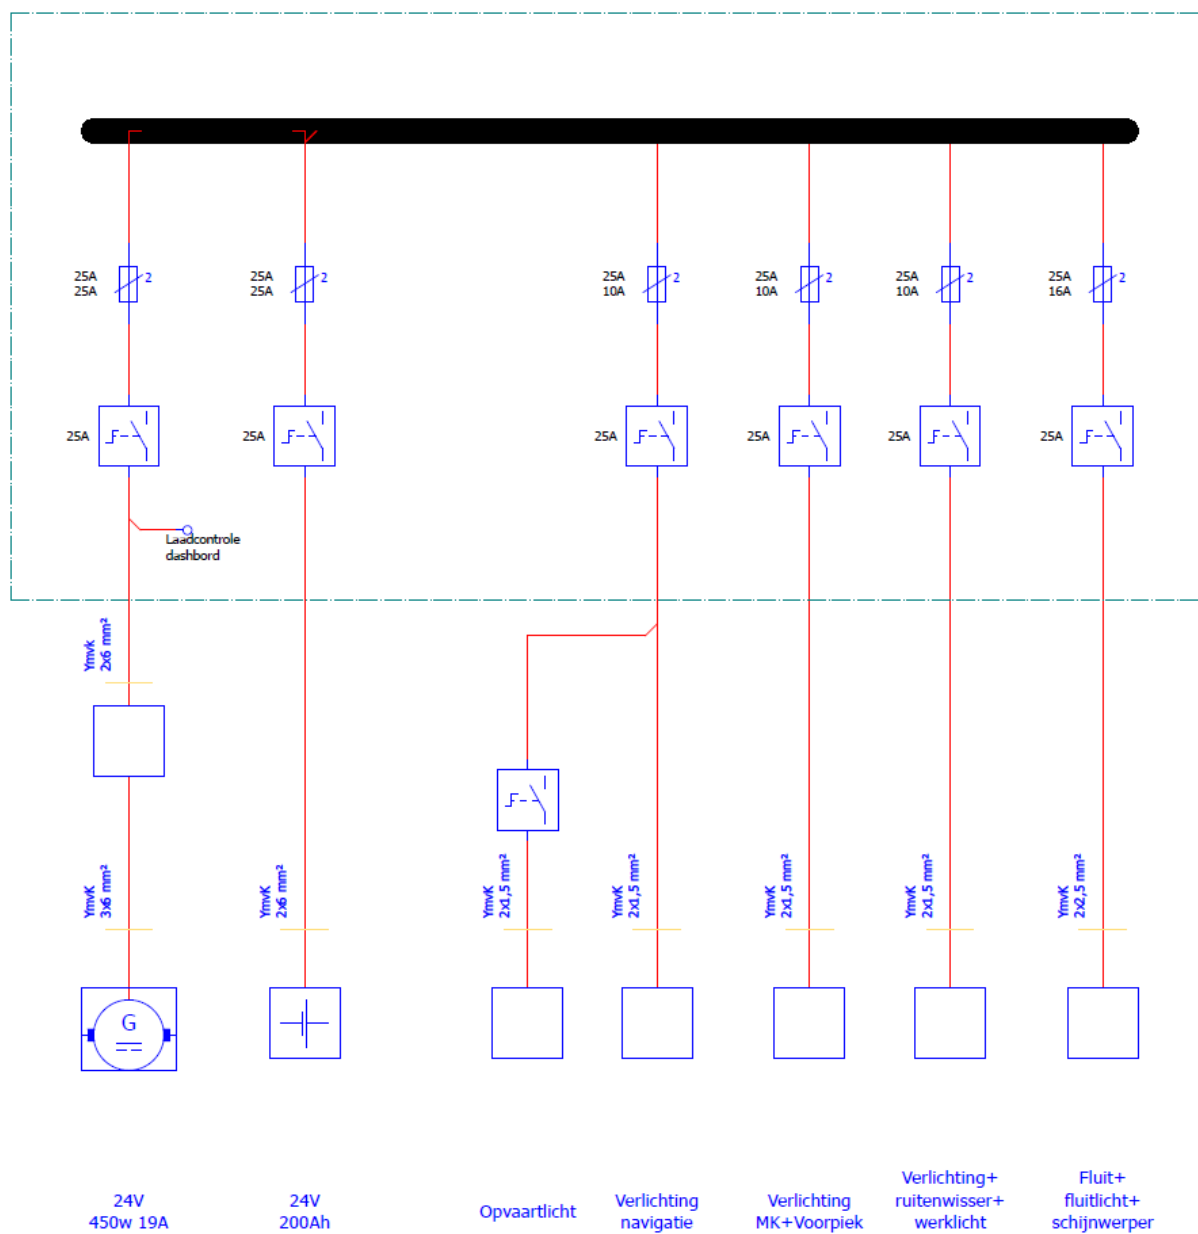 25A
25A
2
25A
25A
2
25A
10A
2
25A
10A
2
25A
10A
2
25A
16A
2
25A
25A
25A
25A
25A
25A
Laadcontrole
dashbord
Ymvk
2x6 mm²
YmvK
3x6 mm²
YmvK
2x6 mm²
YmvK
2x1,5 mm²
YmvK
2x1,5 mm²
YmvK
2x1,5 mm²
YmvK
2x1,5 mm²
YmvK
2x2,5 mm²
G
24V
450w 19A
24V
200Ah
Opvaartlicht
Verlichting
navigatie
Verlichting
MK+Voorpiek
Verlichting+
ruitenwisser+
werklicht
Fluit+
fluitlicht+
schijnwerper